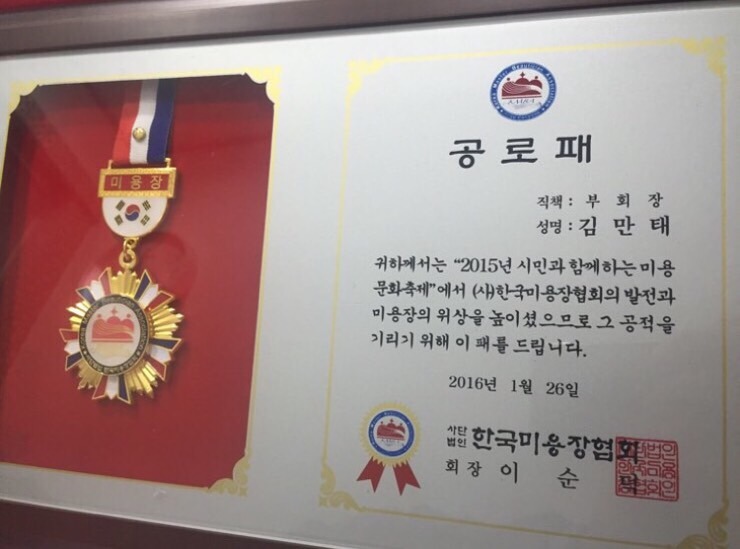 미용장
공로패
직책 : 부회장
성명 : 김만태
귀하께서는 "2015년 시민과 함께하는 미용
문화축제"에서 (사)한국미용장협회의 발전과
미용장의 위상을 높이셨으므로 그 공적을
기리기 위해 이 패를 드립니다.
2016년 1월 26일
사단
법인 한국미용장협회
회장 이순